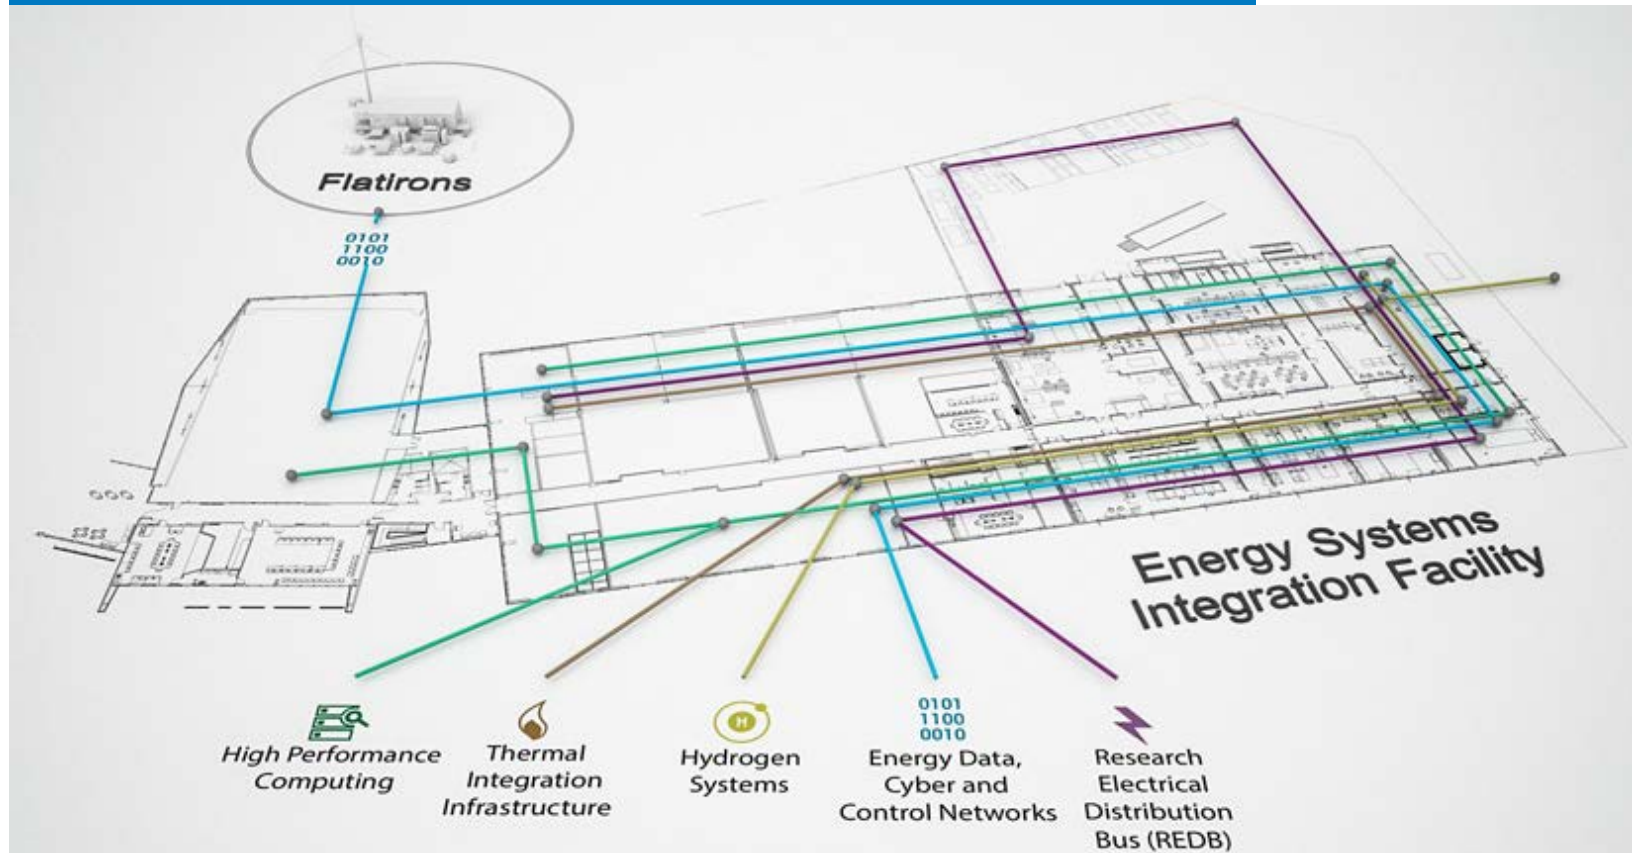 Flatirons
0101
1100
0010
Energy Systems
Integration Facility
High Performance
Computing
Thermal
Integration
Infrastructure
H
Hydrogen
Systems
0101
1100
0010
Energy Data,
Cyber and
Control Networks
Research
Electrical
Distribution
Bus (REDB)